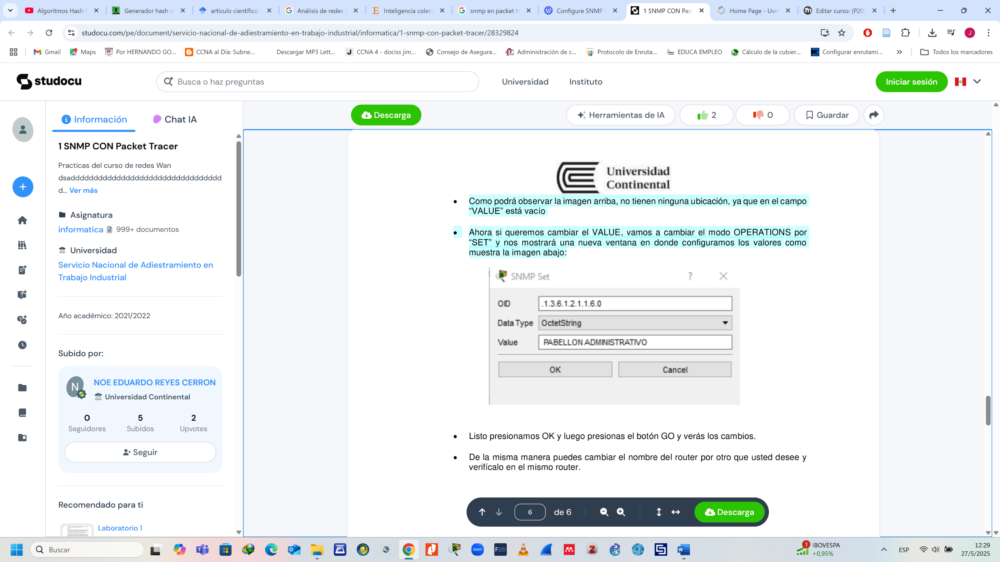 Algoritmos Hash f
Generador hash o
articulo científico
Análisis de redes y
Inteligencia colect
snmp en packet tr
Configure SNMP
1 SNMP CON Pac
Home Page - Uvir
Editar curso: (P202
studocu.com/pe/document/servicio-nacional-de-adiestramiento-en-trabajo-industrial/informatica/1-snmp-con-packet-tracer/28329824
J
Gmail
Maps
Por HERNANDO GO...
CCNA al Día: Subne...
Descargar MP3 Lett...
CCNA 4 - dociss jim...
Consejo de Asegura...
Administración de c...
Protocolo de Enruta...
EDUCA EMPLEO
Cálculo de la cubier...
Configurar enrutami...
Todos los marcadores
studocu
Busca o haz preguntas
Universidad
Instituto
Iniciar sesión
Información
Chat IA
Descarga
Herramientas de IA
2
0
Guardar
1 SNMP CON Packet Tracer
Practicas del curso de redes Wan
dsaddddddddddddddddddddddddddddddddd
d... Ver más
Asignatura
informatica 999+ documentos
Universidad
Servicio Nacional de Adiestramiento en
Trabajo Industrial
Año académico: 2021/2022
Subido por:
N
NOE EDUARDO REYES CERRON
Universidad Continental
0 5 2
Seguidores Subidos Upvotes
Seguir
Recomendado para ti
Laboratorio 1
Universidad
Continental
• Como podrá observar la imagen arriba, no tienen ninguna ubicación, ya que en el campo
“VALUE” está vacío
• Ahora si queremos cambiar el VALUE, vamos a cambiar el modo OPERATIONS por
“SET” y nos mostrará una nueva ventana en donde configuramos los valores como
muestra la imagen abajo:
SNMP Set ?
OID .1.3.6.1.2.1.1.6.0
Data Type OctetString
Value PABELLON ADMINISTRATIVO
OK Cancel
• Listo presionamos OK y luego presionas el botón GO y verás los cambios.
• De la misma manera puedes cambiar el nombre del router por otro que usted desee y
verifícalo en el mismo router.
6 de 6
Descarga
Buscar
zoom
1
IBOVESPA
+0,95%
ESP
12:29
27/5/2025